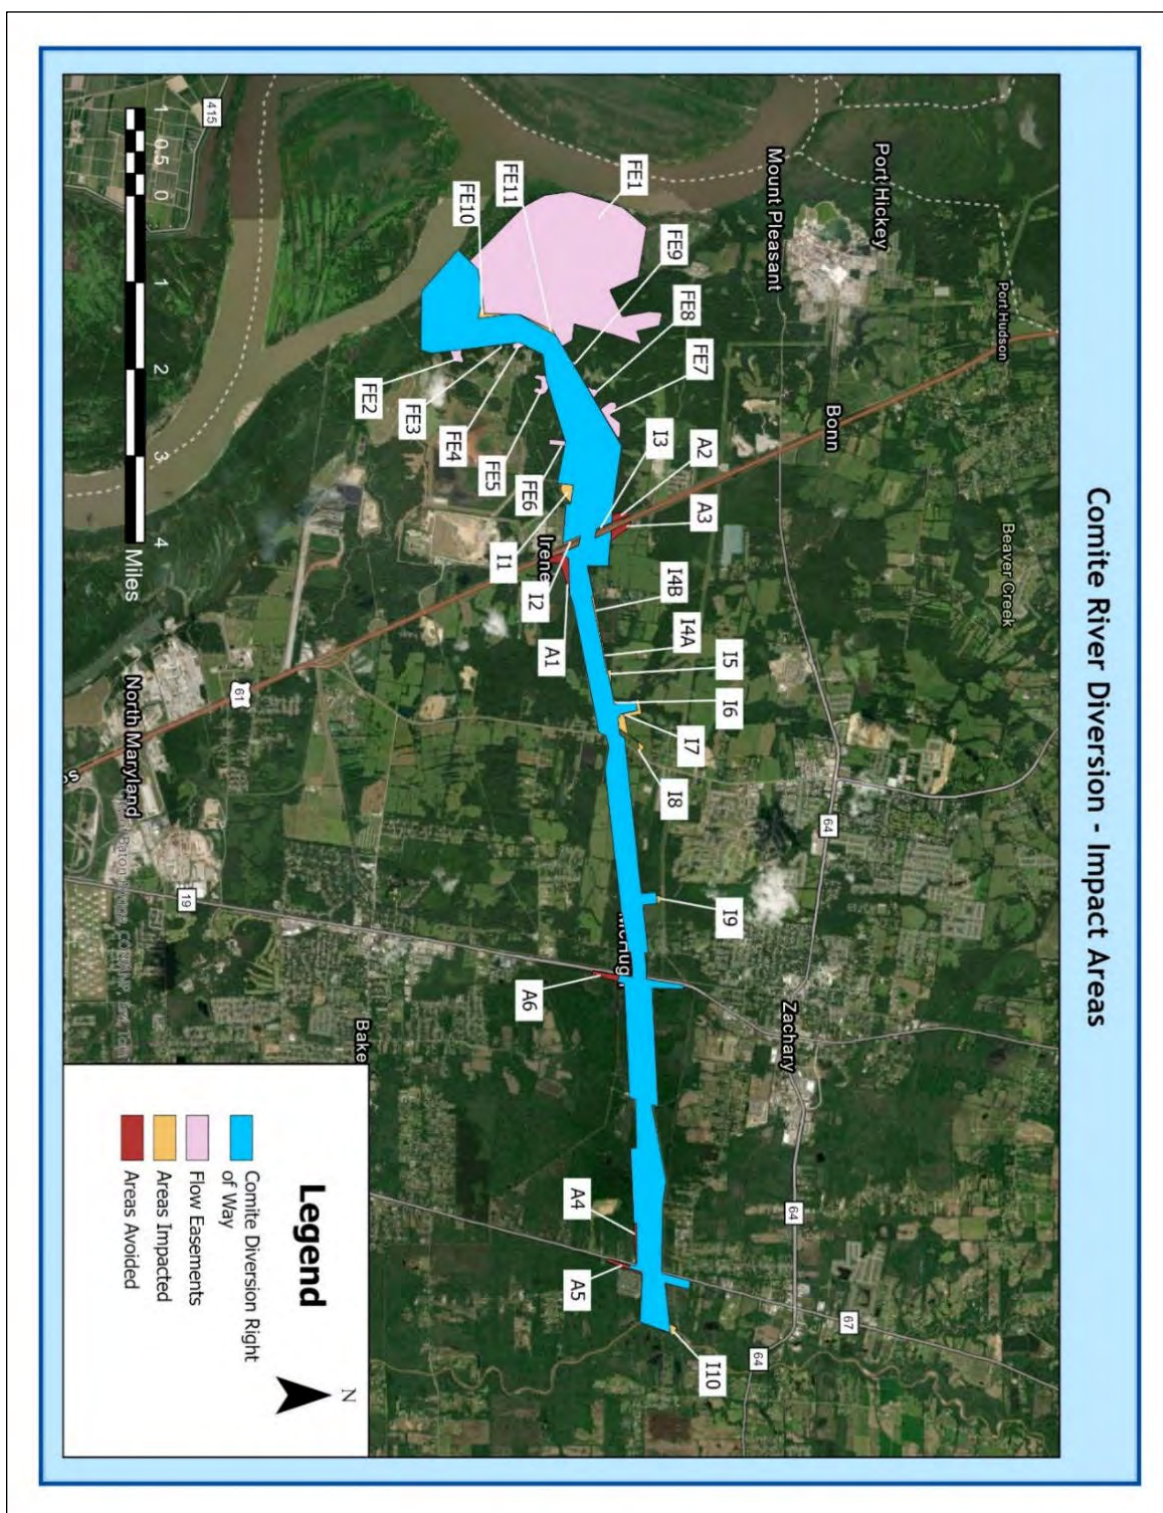 Comite River Diversion - Impact Areas
Port Hudson
Beaver Creek
Port Hickey
Mount Pleasant
Bonn
64
Zachary
64
67
64
FE1
FE11
FE10
FE9
FE8
FE7
I3
A2
A3
I4B
I4A
I5
I6
I7
I8
I9
I10
FE2
FE3
FE4
FE5
FE6
I1
I2
A1
Irene
A6
A4
A5
415
61
North Maryland
19
Bake
1 0.5 0 1 2 3 4
Miles
Legend
Comite Diversion Right
of Way
Flow Easements
Areas Impacted
Areas Avoided
N